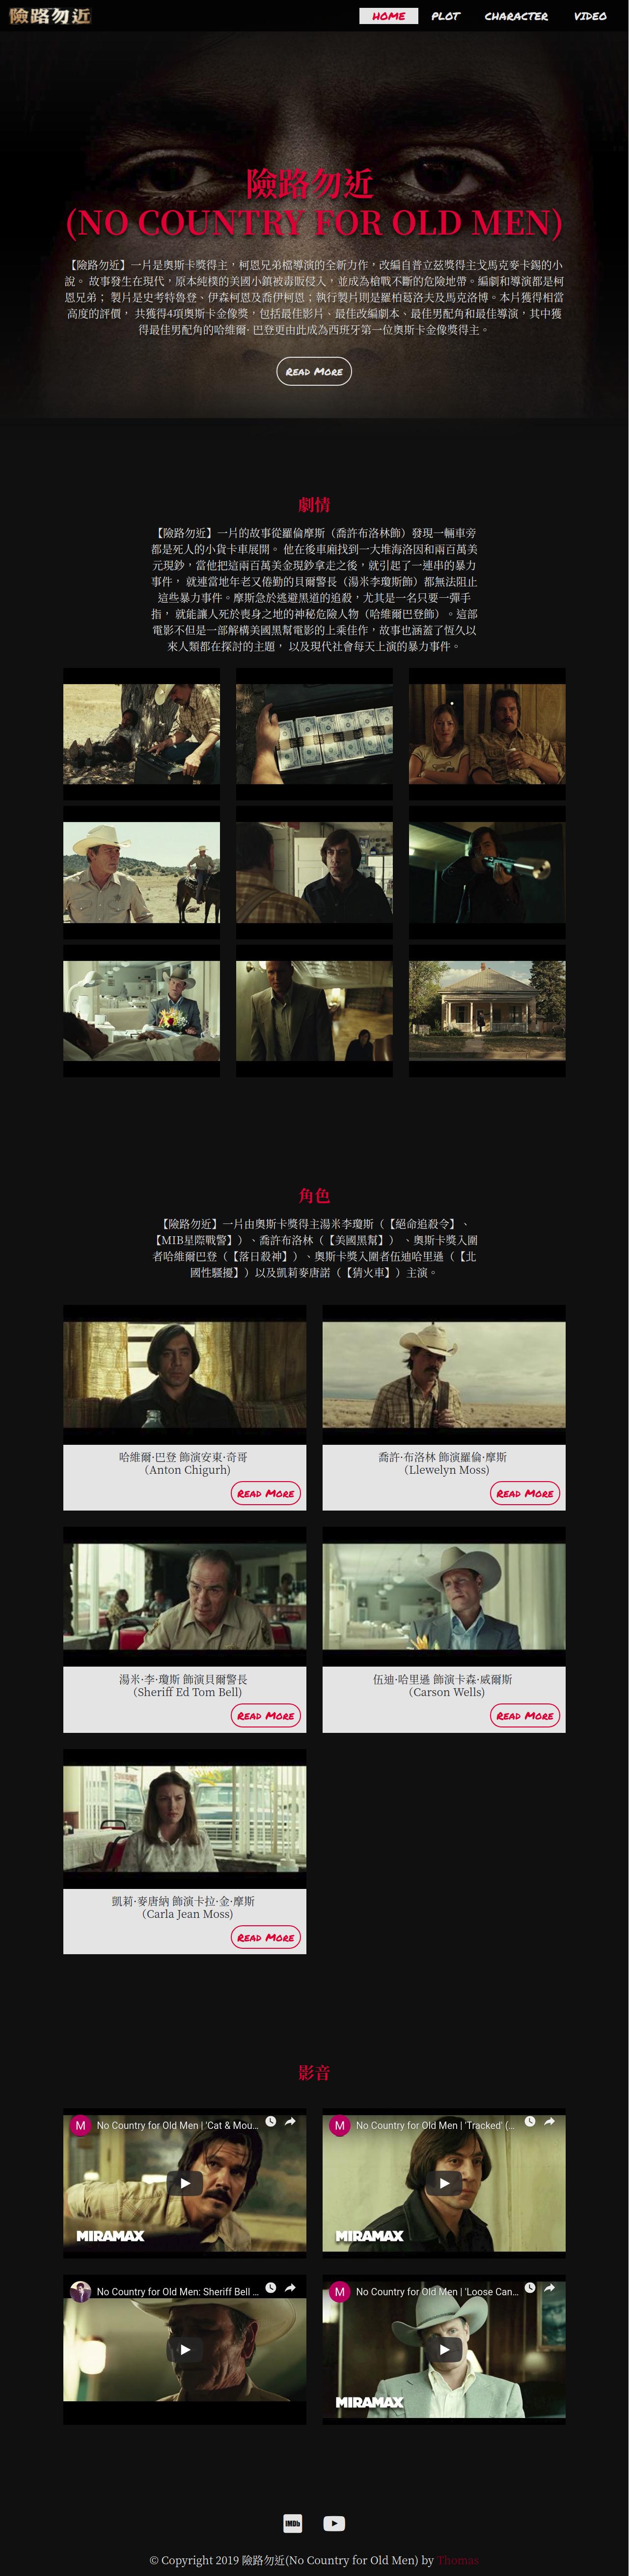 險路勿近
HOME PLOT CHARACTER VIDEO
險路勿近
(NO COUNTRY FOR OLD MEN)
【險路勿近】一片是奧斯卡獎得主，柯恩兄弟檔導演的全新力作，改編自普立茲獎得主戈馬克麥卡錫的小
說。 故事發生在現代，原本純樸的美國小鎮被毒販侵入，並成為槍戰不斷的危險地帶。編劇和導演都是柯
恩兄弟； 製片是史考特魯登、伊森柯恩及喬伊柯恩；執行製片則是羅柏葛洛夫及馬克洛博。本片獲得相當
高度的評價， 共獲得4項奧斯卡金像獎，包括最佳影片、最佳改編劇本、最佳男配角和最佳導演，其中獲
得最佳男配角的哈維爾· 巴登更由此成為西班牙第一位奧斯卡金像獎得主。
Read More
劇情
【險路勿近】一片的故事從羅倫摩斯（喬許布洛林飾）發現一輛車旁
都是死人的小貨卡車展開。 他在後車廂找到一大堆海洛因和兩百萬美
元現鈔，當他把這兩百萬美金現鈔拿走之後，就引起了一連串的暴力
事件， 就連當地年老又倦勤的貝爾警長（湯米李瓊斯飾）都無法阻止
這些暴力事件。摩斯急於逃避黑道的追殺，尤其是一名只要一彈手
指， 就能讓人死於喪身之地的神秘危險人物（哈維爾巴登飾）。這部
電影不但是一部解構美國黑幫電影的上乘佳作，故事也涵蓋了恆久以
來人類都在探討的主題， 以及現代社會每天上演的暴力事件。
角色
【險路勿近】一片由奧斯卡獎得主湯米李瓊斯（【絕命追殺令】、
【MIB星際戰警】）、喬許布洛林（【美國黑幫】） 、奧斯卡獎入圍
者哈維爾巴登（【落日殺神】）、奧斯卡獎入圍者伍迪哈里遜（【北
國性騷擾】）以及凱莉麥唐諾（【猜火車】）主演。
哈維爾·巴登 飾演安東·奇哥
（Anton Chigurh)
Read More
喬許·布洛林 飾演羅倫·摩斯
（Llewelyn Moss)
Read More
湯米·李·瓊斯 飾演貝爾警長
（Sheriff Ed Tom Bell)
Read More
伍迪·哈里遜 飾演卡森·威爾斯
（Carson Wells)
Read More
凱莉·麥唐納 飾演卡拉·金·摩斯
（Carla Jean Moss)
Read More
影音
M No Country for Old Men | 'Cat & Mou...
MIRAMAX
M No Country for Old Men | 'Tracked' (...
MIRAMAX
No Country for Old Men: Sheriff Bell ...
M No Country for Old Men | 'Loose Can...
MIRAMAX
IMDb
© Copyright 2019 險路勿近(No Country for Old Men) by Thomas